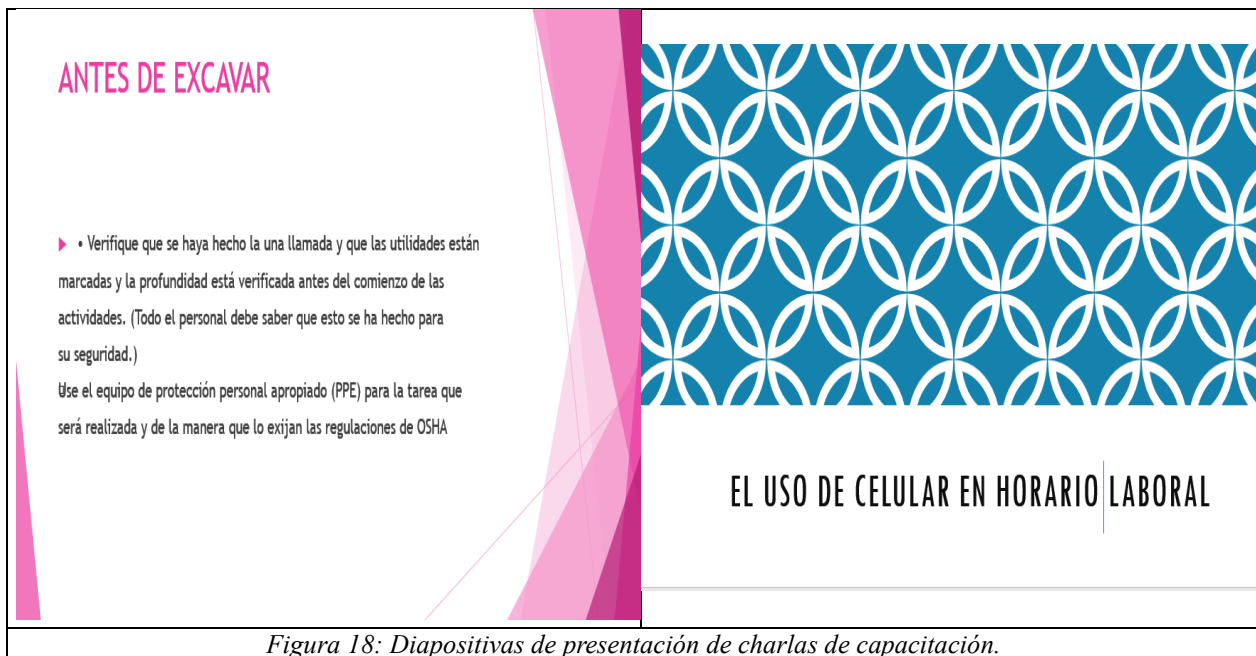 ANTES DE EXCAVAR
• Verifique que se haya hecho la una llamada y que las utilidades están
marcadas y la profundidad está verificada antes del comienzo de las
actividades. (Todo el personal debe saber que esto se ha hecho para
su seguridad.)
Use el equipo de protección personal apropiado (PPE) para la tarea que
será realizada y de la manera que lo exijan las regulaciones de OSHA
EL USO DE CELULAR EN HORARIO LABORAL
Figura 18: Diapositivas de presentación de charlas de capacitación.